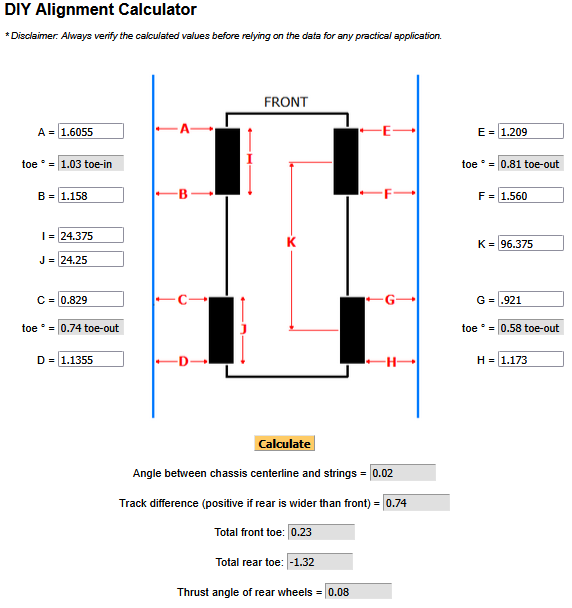 DIY Alignment Calculator
* Disclaimer: Always verify the calculated values before relying on the data for any practical application.
FRONT
A = 1.6055
A
E
E = 1.209
toe ° = 1.03 toe-in
I
toe ° = 0.81 toe-out
B = 1.158
B
F
F = 1.560
I = 24.375
K
K = 96.375
J = 24.25
C = 0.829
C
G
G = .921
toe ° = 0.74 toe-out
J
toe ° = 0.58 toe-out
D = 1.1355
D
H
H = 1.173
Calculate
Angle between chassis centerline and strings = 0.02
Track difference (positive if rear is wider than front) = 0.74
Total front toe: 0.23
Total rear toe: -1.32
Thrust angle of rear wheels = 0.08